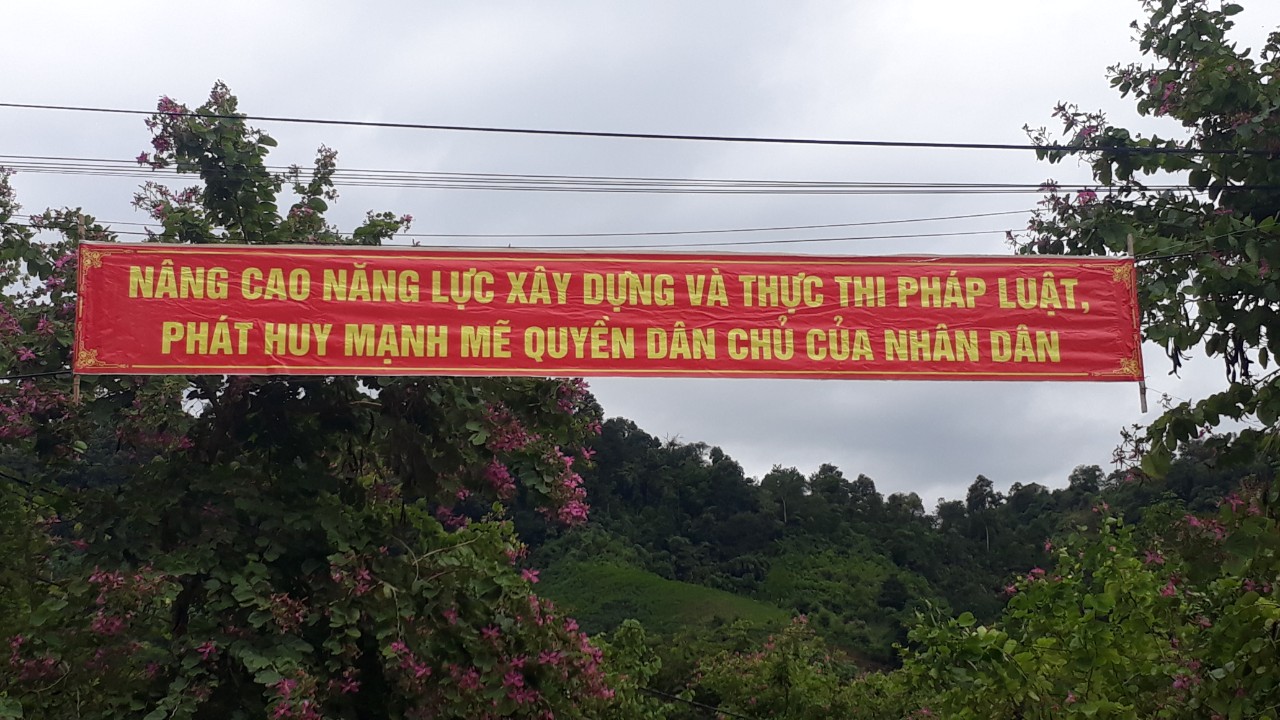 NÂNG CAO NĂNG LỰC XÂY DỰNG VÀ THỰC THI PHÁP LUẬT,
PHÁT HUY MẠNH MẼ QUYỀN DÂN CHỦ CỦA NHÂN DÂN